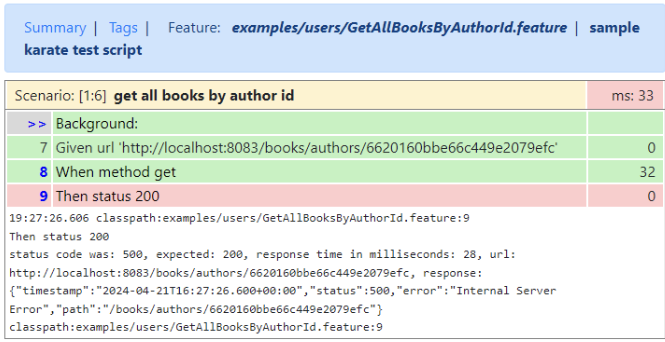 Summary | Tags | Feature: examples/users/GetAllBooksByAuthorId.feature | sample
karate test script
Scenario: [1:6] get all books by author id ms: 33
>> Background:
7 Given url 'http://localhost:8083/books/authors/6620160bbe66c449e2079efc' 0
8 When method get 32
9 Then status 200 0
19:27:26.606 classpath:examples/users/GetAllBooksByAuthorId.feature:9
Then status 200
status code was: 500, expected: 200, response time in milliseconds: 28, url:
http://localhost:8083/books/authors/6620160bbe66c449e2079efc, response:
{"timestamp":"2024-04-21T16:27:26.600+00:00","status":500,"error":"Internal Server
Error","path":"/books/authors/6620160bbe66c449e2079efc"}
classpath:examples/users/GetAllBooksByAuthorId.feature:9